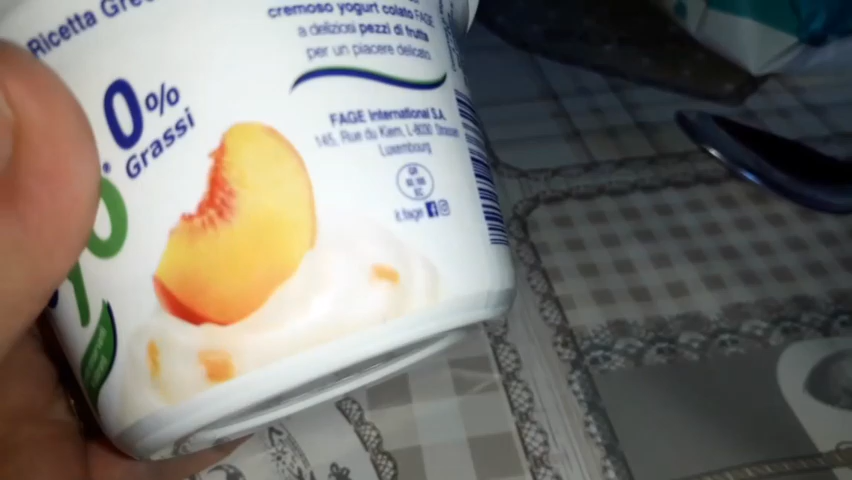 Ricetta Gre
cremoso yogurt colato FAGE
a deliziosi pezzi di frutta
per un piacere delicato
0%
Grassi
FAGE International S.A.
145, Rue du Kiem, L-8030 Strassen
Luxembourg
it.fage